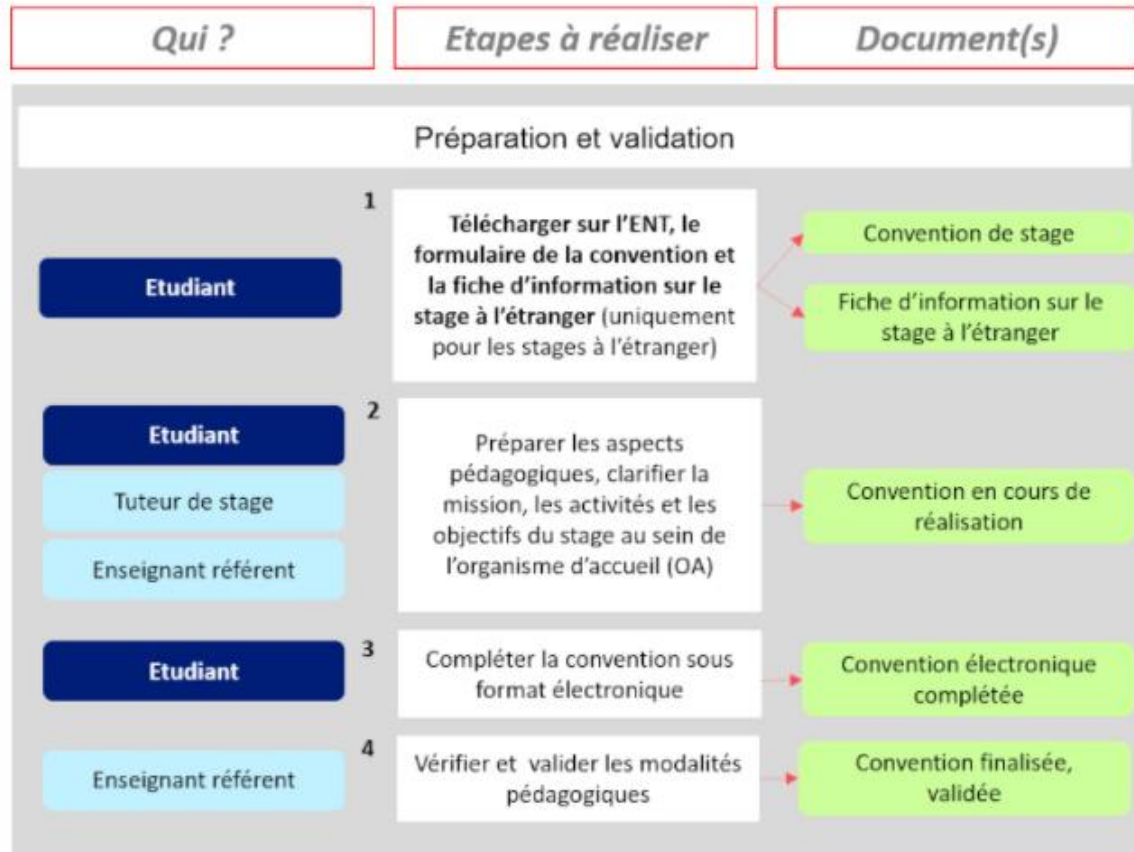 Qui ?
Etapes à réaliser
Document(s)
Préparation et validation
1
Etudiant
Télécharger sur l'ENT, le
formulaire de la convention et
la fiche d'information sur le
stage à l'étranger (uniquement
pour les stages à l'étranger)
Convention de stage
Fiche d'information sur le
stage à l'étranger
2
Etudiant
Tuteur de stage
Enseignant référent
Préparer les aspects
pédagogiques, clarifier la
mission, les activités et les
objectifs du stage au sein de
l'organisme d'accueil (OA)
Convention en cours de
réalisation
3
Etudiant
Compléter la convention sous
format électronique
Convention électronique
complétée
4
Enseignant référent
Vérifier et valider les modalités
pédagogiques
Convention finalisée,
validée